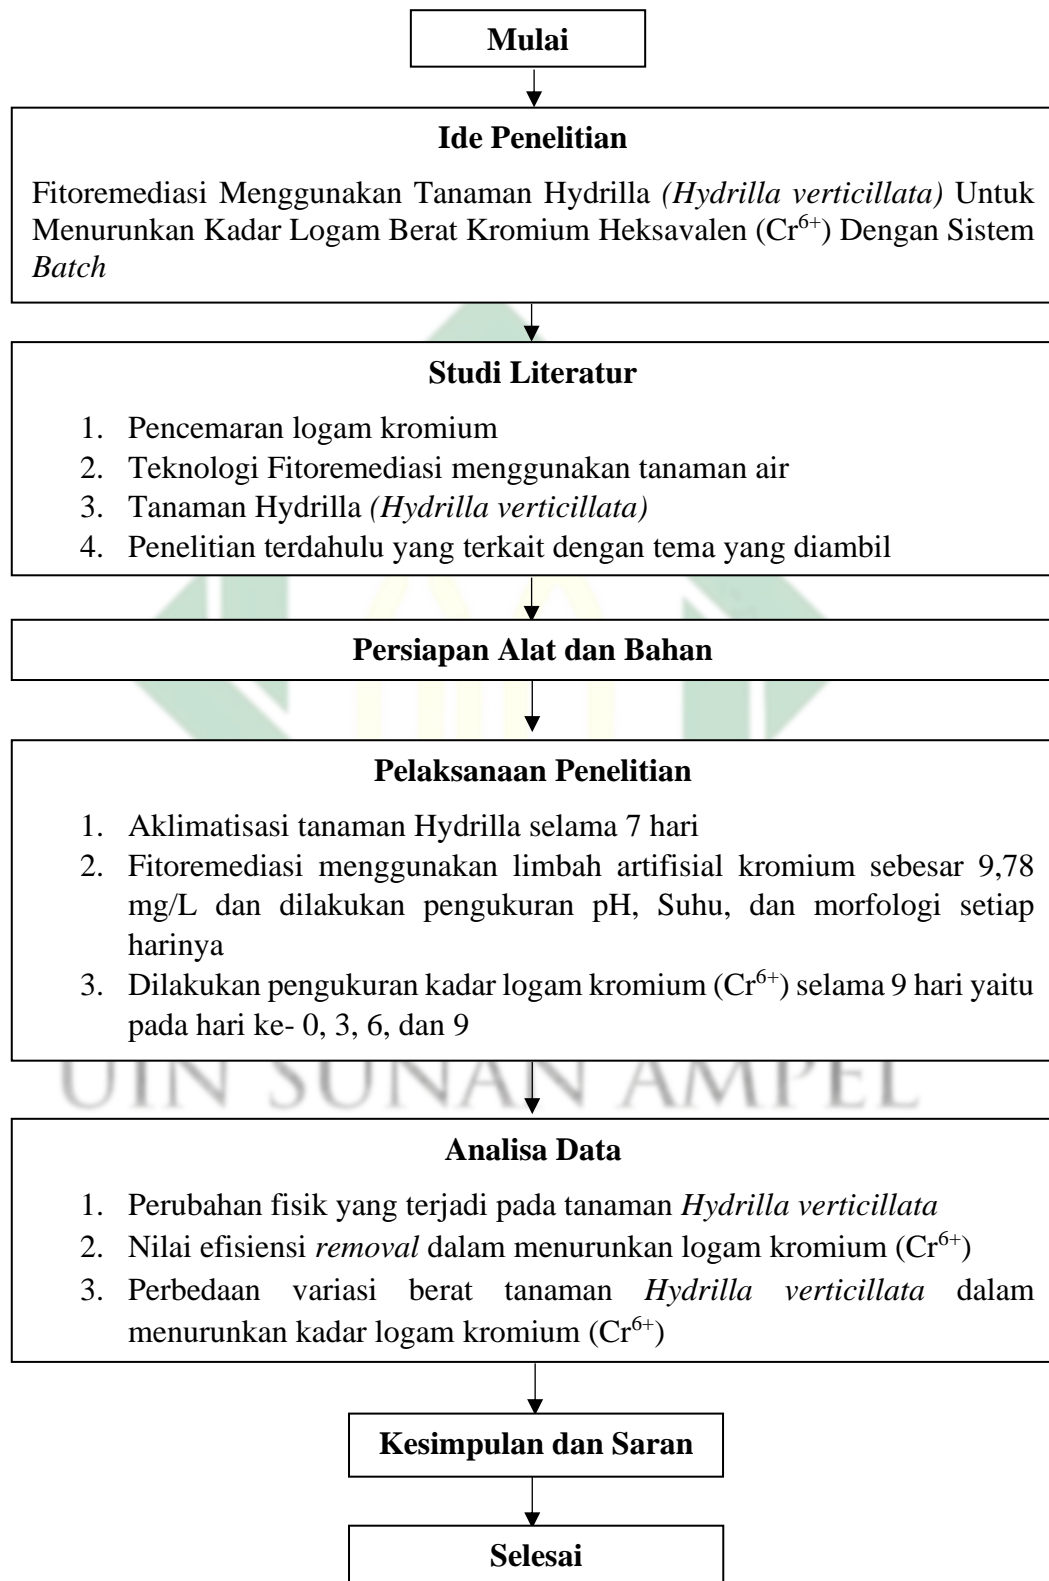 Mulai
Ide Penelitian
Fitoremediasi Menggunakan Tanaman Hydrilla (Hydrilla verticillata) Untuk
Menurunkan Kadar Logam Berat Kromium Heksavalen (Cr⁶⁺) Dengan Sistem
Batch
Studi Literatur
1. Pencemaran logam kromium
2. Teknologi Fitoremediasi menggunakan tanaman air
3. Tanaman Hydrilla (Hydrilla verticillata)
4. Penelitian terdahulu yang terkait dengan tema yang diambil
Persiapan Alat dan Bahan
Pelaksanaan Penelitian
1. Aklimatisasi tanaman Hydrilla selama 7 hari
2. Fitoremediasi menggunakan limbah artifisial kromium sebesar 9,78
mg/L dan dilakukan pengukuran pH, Suhu, dan morfologi setiap
harinya
3. Dilakukan pengukuran kadar logam kromium (Cr⁶⁺) selama 9 hari yaitu
pada hari ke- 0, 3, 6, dan 9
UIN SUNAN AMPEL
Analisa Data
1. Perubahan fisik yang terjadi pada tanaman Hydrilla verticillata
2. Nilai efisiensi removal dalam menurunkan logam kromium (Cr⁶⁺)
3. Perbedaan variasi berat tanaman Hydrilla verticillata dalam
menurunkan kadar logam kromium (Cr⁶⁺)
Kesimpulan dan Saran
Selesai